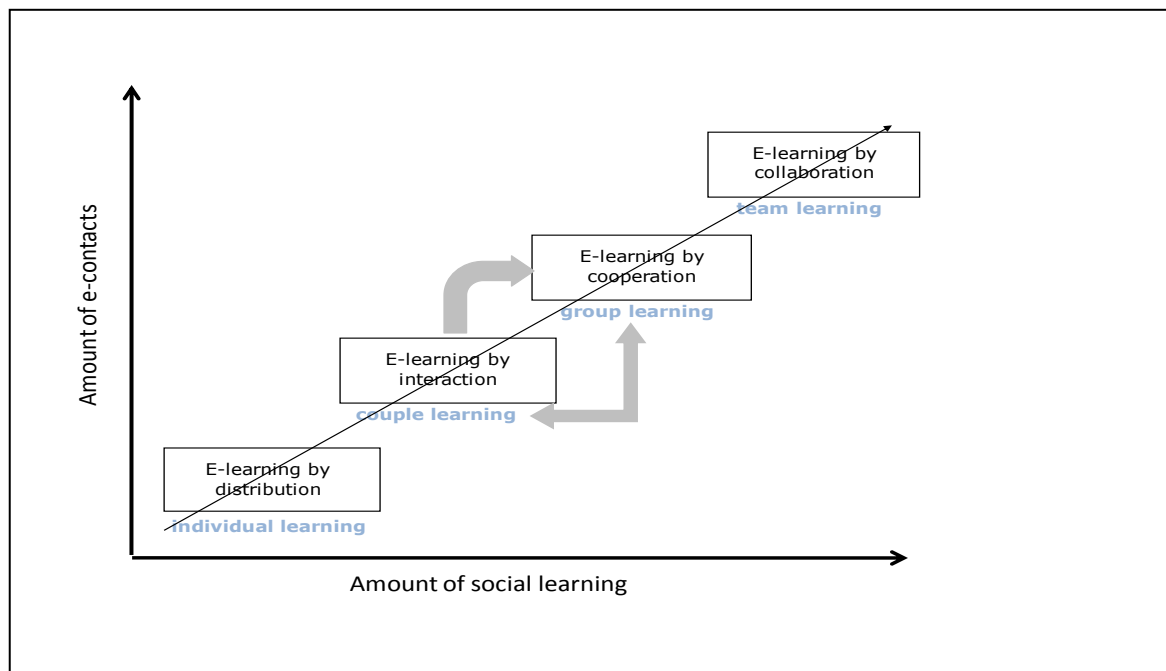 E-learning by
collaboration
team learning
E-learning by
cooperation
group learning
E-learning by
interaction
couple learning
E-learning by
distribution
individual learning
Amount of e-contacts
Amount of social learning